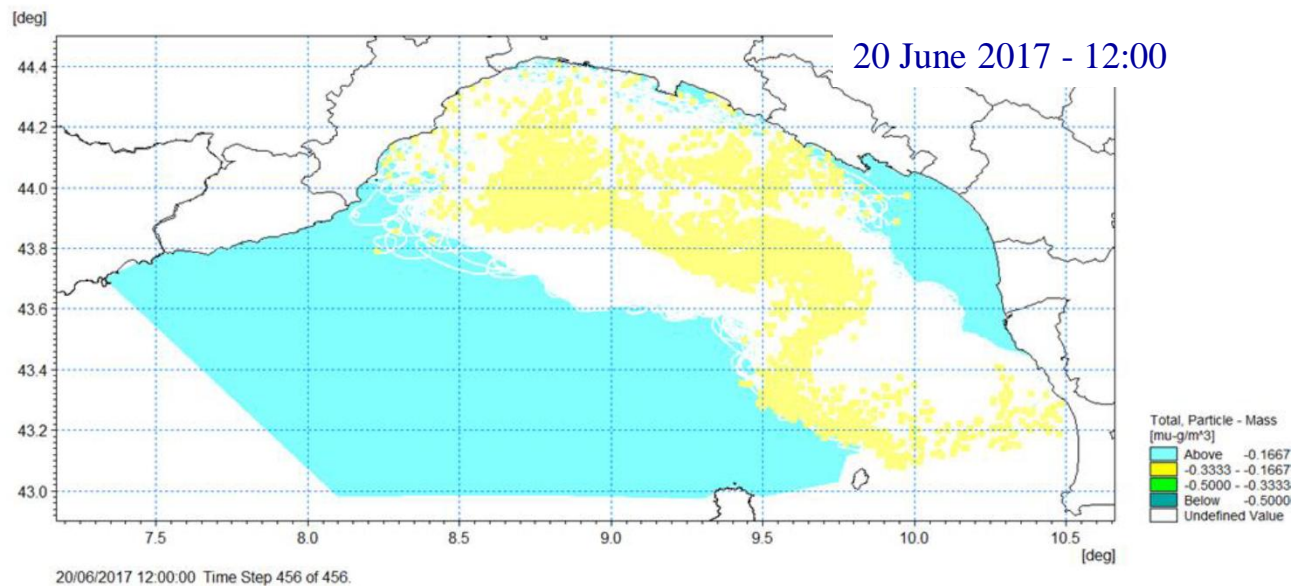 [deg]
20 June 2017 - 12:00
44.4
44.2
44.0
43.8
43.6
43.4
43.2
43.0
7.5 8.0 8.5 9.0 9.5 10.0 10.5
[deg]
Total, Particle - Mass
[mu-g/m^3]
Above -0.1667
-0.3333 - -0.1667
-0.5000 - -0.3333
Below -0.5000
Undefined Value
20/06/2017 12:00:00 Time Step 456 of 456.